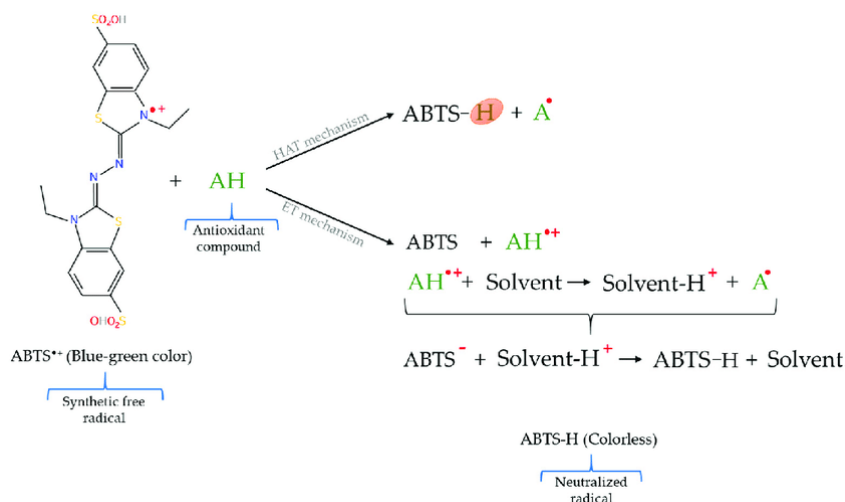 SO₂OH
N•+
S
N
N
N
S
OHO₂S
+ AH
Antioxidant
compound
HAT mechanism
ABTS-H + A•
ET mechanism
ABTS + AH•+
AH•+ + Solvent → Solvent-H+ + A•
ABTS- + Solvent-H+ → ABTS-H + Solvent
ABTS•+ (Blue-green color)
Synthetic free
radical
ABTS-H (Colorless)
Neutralized
radical